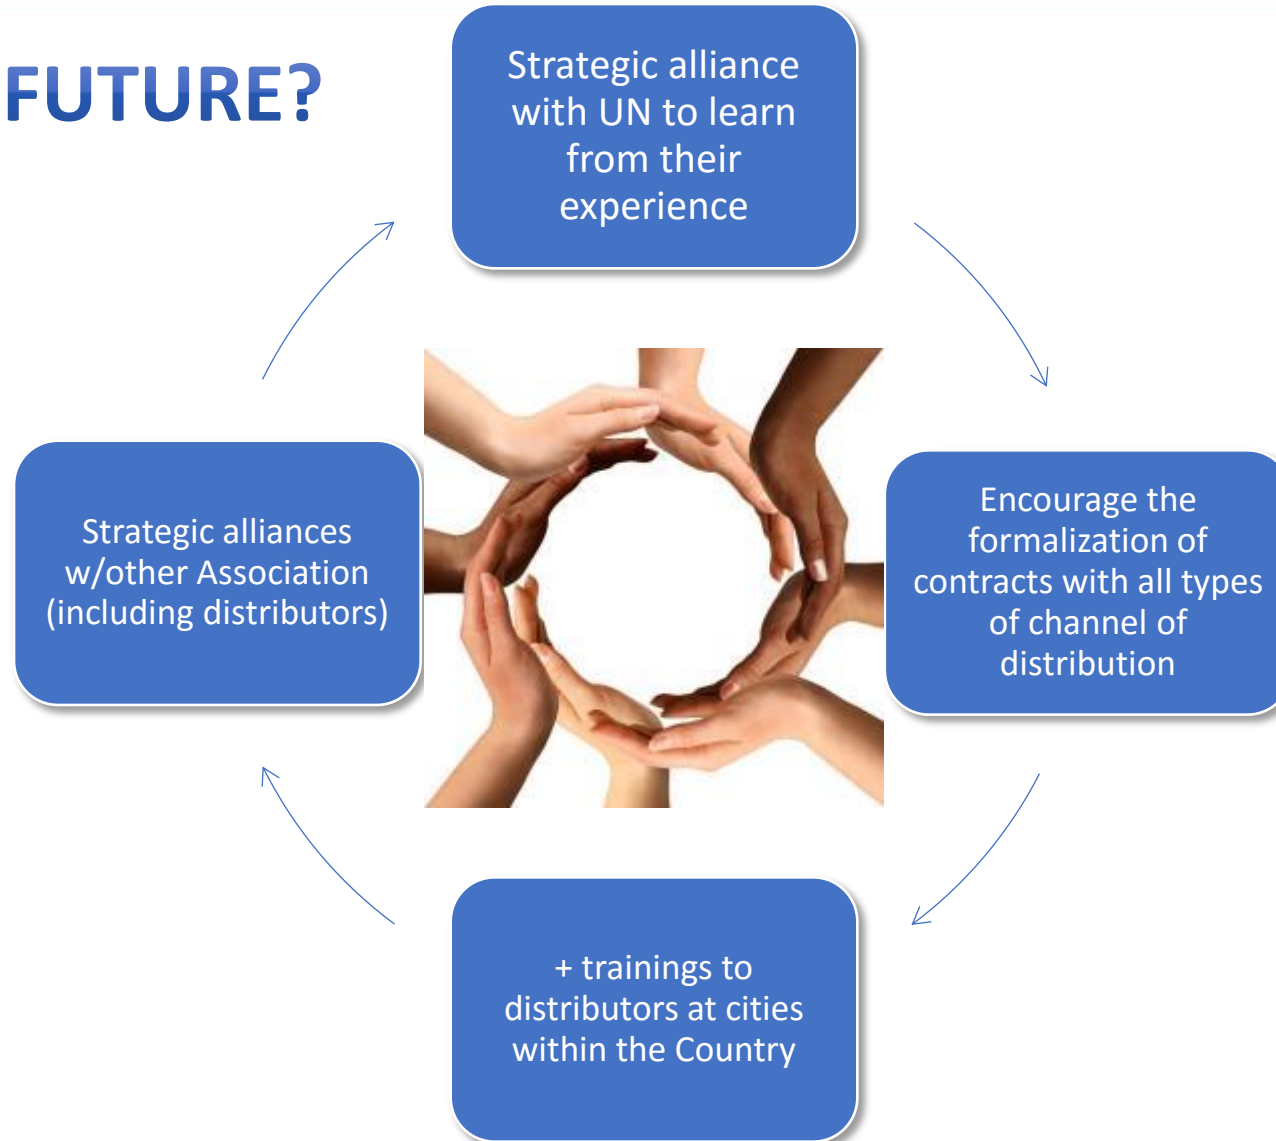 FUTURE?
Strategic alliance
with UN to learn
from their
experience
Encourage the
formalization of
contracts with all types
of channel of
distribution
+ trainings to
distributors at cities
within the Country
Strategic alliances
w/other Association
(including distributors)